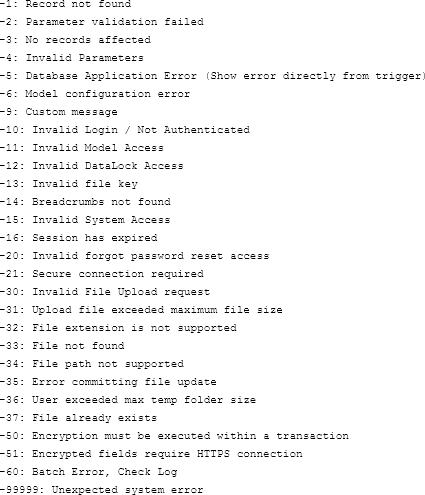 -1: Record not found
-2: Parameter validation failed
-3: No records affected
-4: Invalid Parameters
-5: Database Application Error (Show error directly from trigger)
-6: Model configuration error
-9: Custom message
-10: Invalid Login / Not Authenticated
-11: Invalid Model Access
-12: Invalid DataLock Access
-13: Invalid file key
-14: Breadcrumbs not found
-15: Invalid System Access
-16: Session has expired
-20: Invalid forgot password reset access
-21: Secure connection required
-30: Invalid File Upload request
-31: Upload file exceeded maximum file size
-32: File extension is not supported
-33: File not found
-34: File path not supported
-35: Error committing file update
-36: User exceeded max temp folder size
-37: File already exists
-50: Encryption must be executed within a transaction
-51: Encrypted fields require HTTPS connection
-60: Batch Error, Check Log
-99999: Unexpected system error